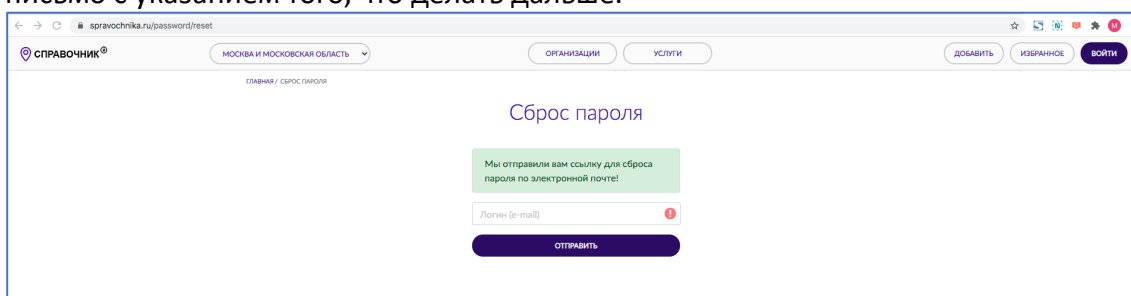 письмо с указанием того, что делать дальше.
spravochnika.ru/password/reset
СПРАВОЧНИК®
МОСКВА И МОСКОВСКАЯ ОБЛАСТЬ
ОРГАНИЗАЦИИ
УСЛУГИ
ДОБАВИТЬ
ИЗБРАННОЕ
ВОЙТИ
ГЛАВНАЯ / СБРОС ПАРОЛЯ
Сброс пароля
Мы отправили вам ссылку для сброса
пароля по электронной почте!
Логин (e-mail)
ОТПРАВИТЬ